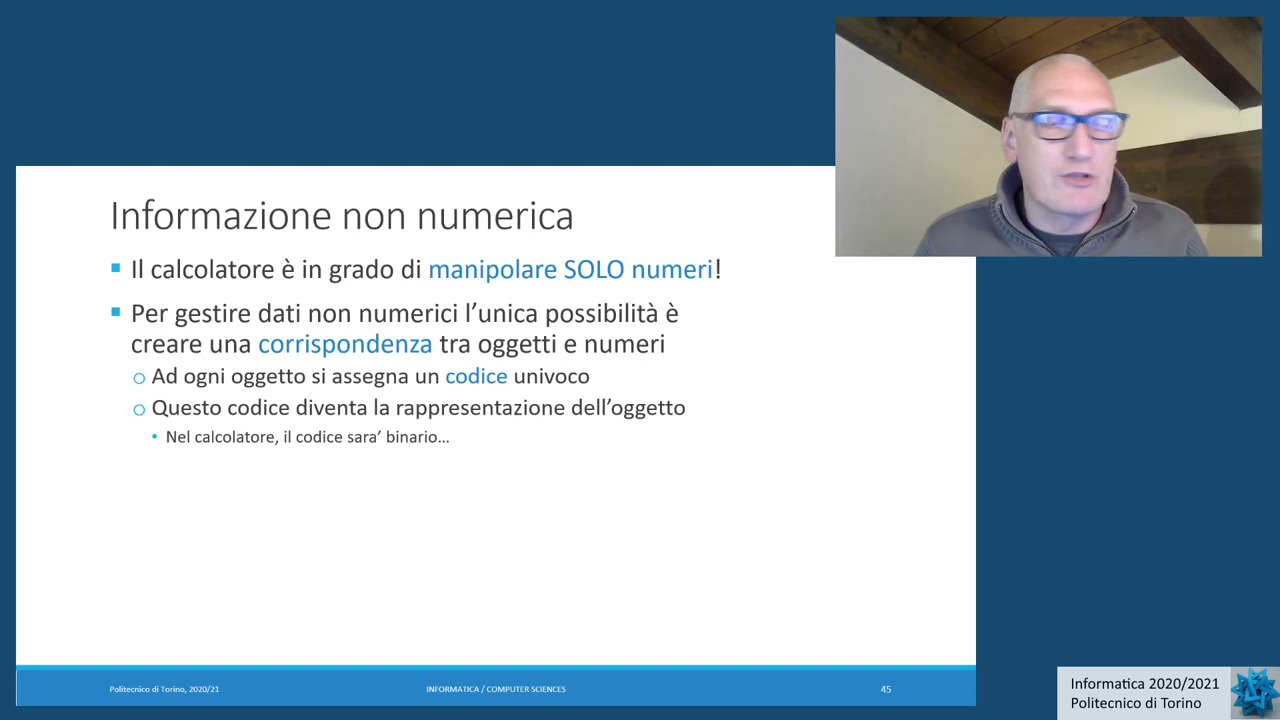 Informazione non numerica
Il calcolatore è in grado di manipolare SOLO numeri!
Per gestire dati non numerici l’unica possibilità è
creare una corrispondenza tra oggetti e numeri
Ad ogni oggetto si assegna un codice univoco
Questo codice diventa la rappresentazione dell’oggetto
Nel calcolatore, il codice sara’ binario…
Politecnico di Torino, 2020/21
INFORMATICA / COMPUTER SCIENCES
45
Informatica 2020/2021
Politecnico di Torino